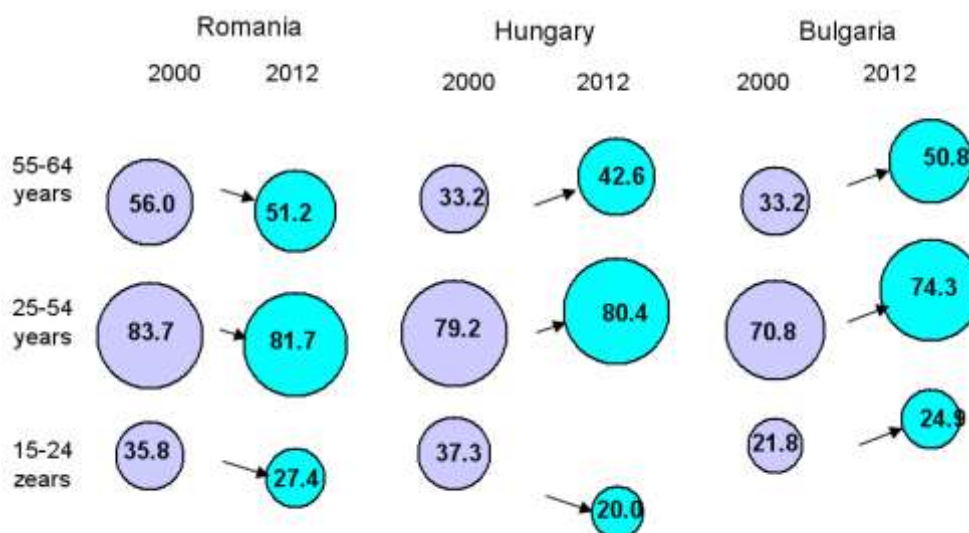 Romania Hungary Bulgaria
2000 2012 2000 2012 2000 2012
55-64
years
56.0 51.2 33.2 42.6 33.2 50.8
25-54
years
83.7 81.7 79.2 80.4 70.8 74.3
15-24
zears
35.8 27.4 37.3 20.0 21.8 24.9